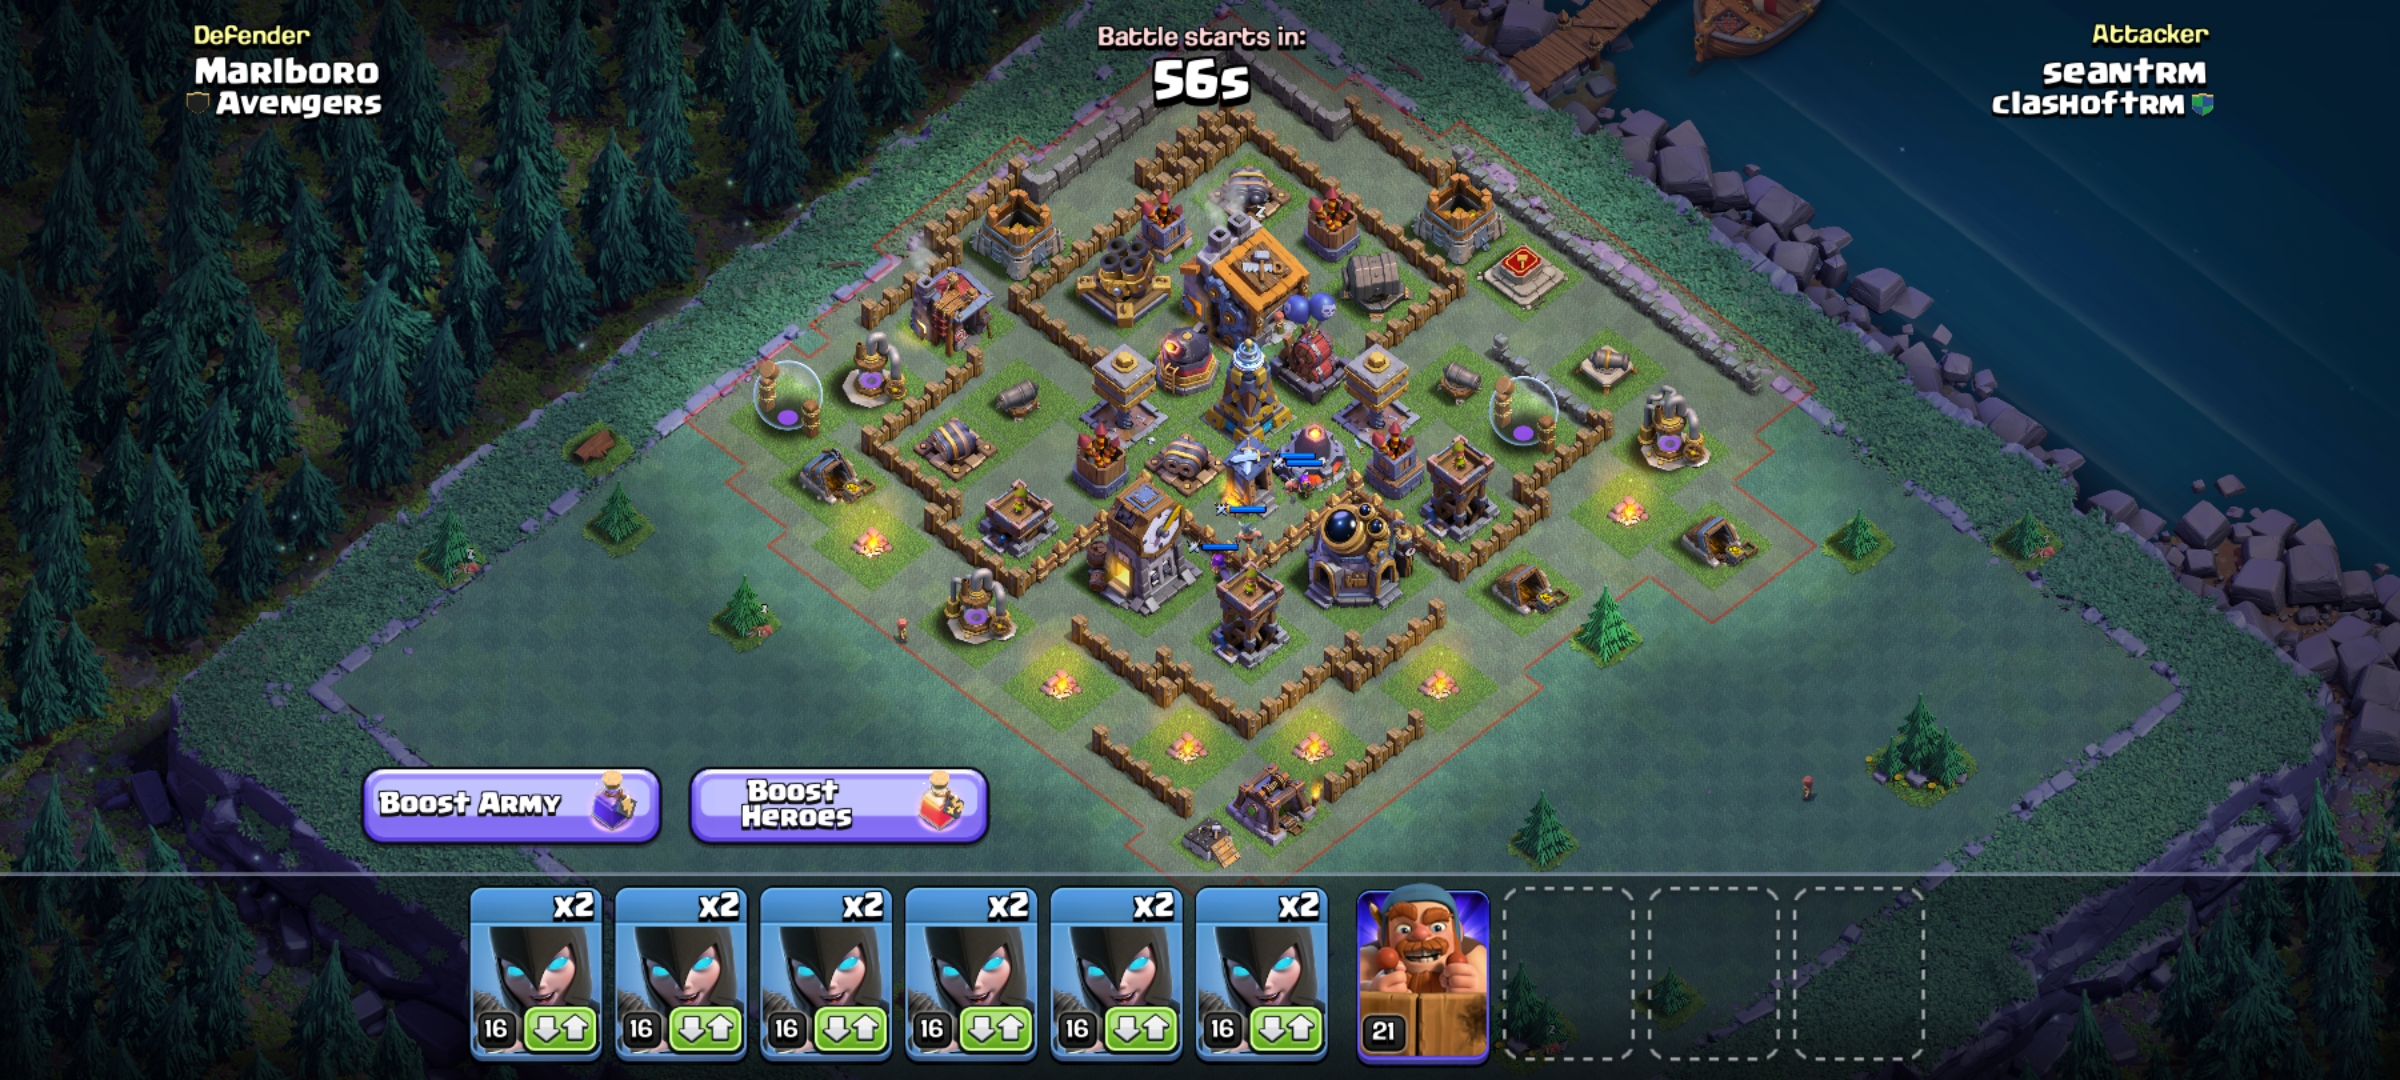 Defender
Marlboro
Avengers
Battle starts in:
56s
Attacker
seantRM
clashoftRM
Boost Army
Boost
Heroes
x2
x2
x2
x2
x2
x2
16
16
16
16
16
16
21